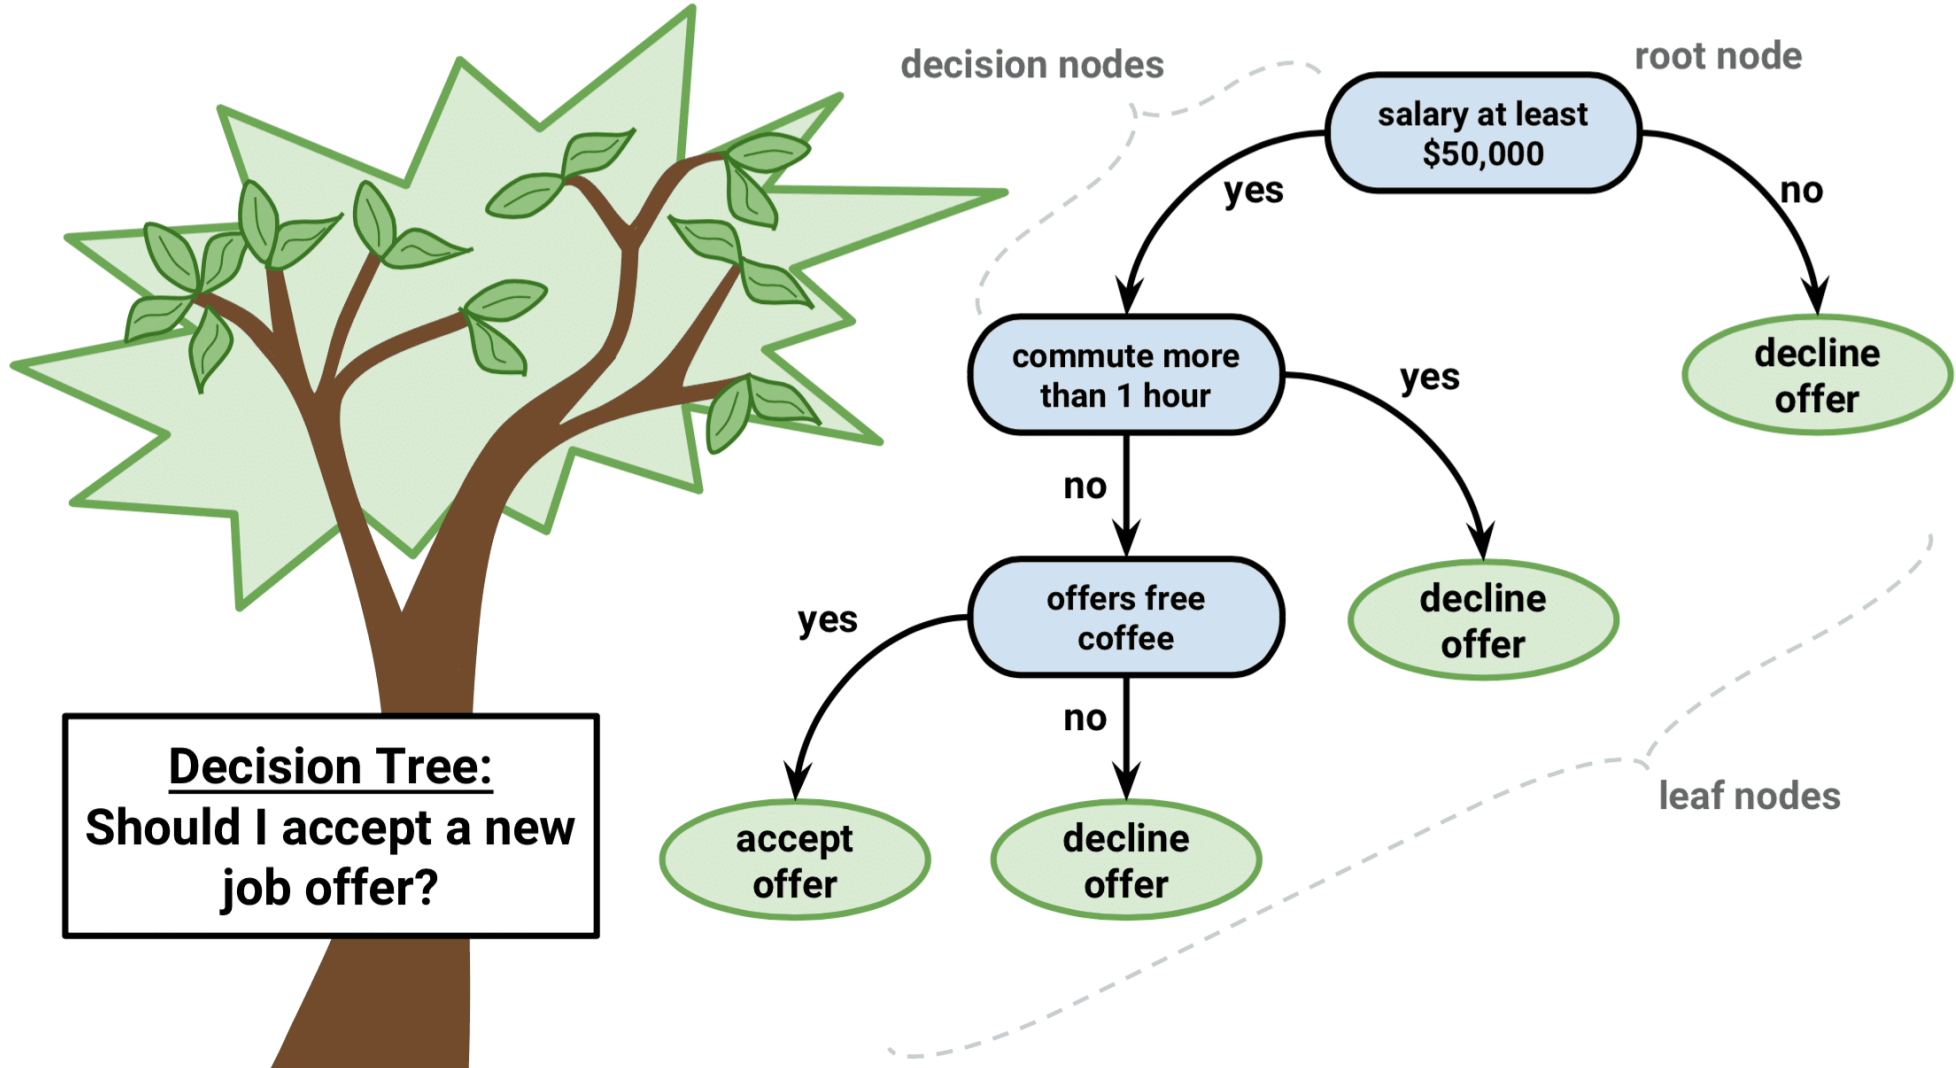 decision nodes
root node
salary at least
$50,000
yes
no
commute more
than 1 hour
yes
decline
offer
no
offers free
coffee
yes
decline
offer
no
leaf nodes
accept
offer
decline
offer
Decision Tree:
Should I accept a new
job offer?